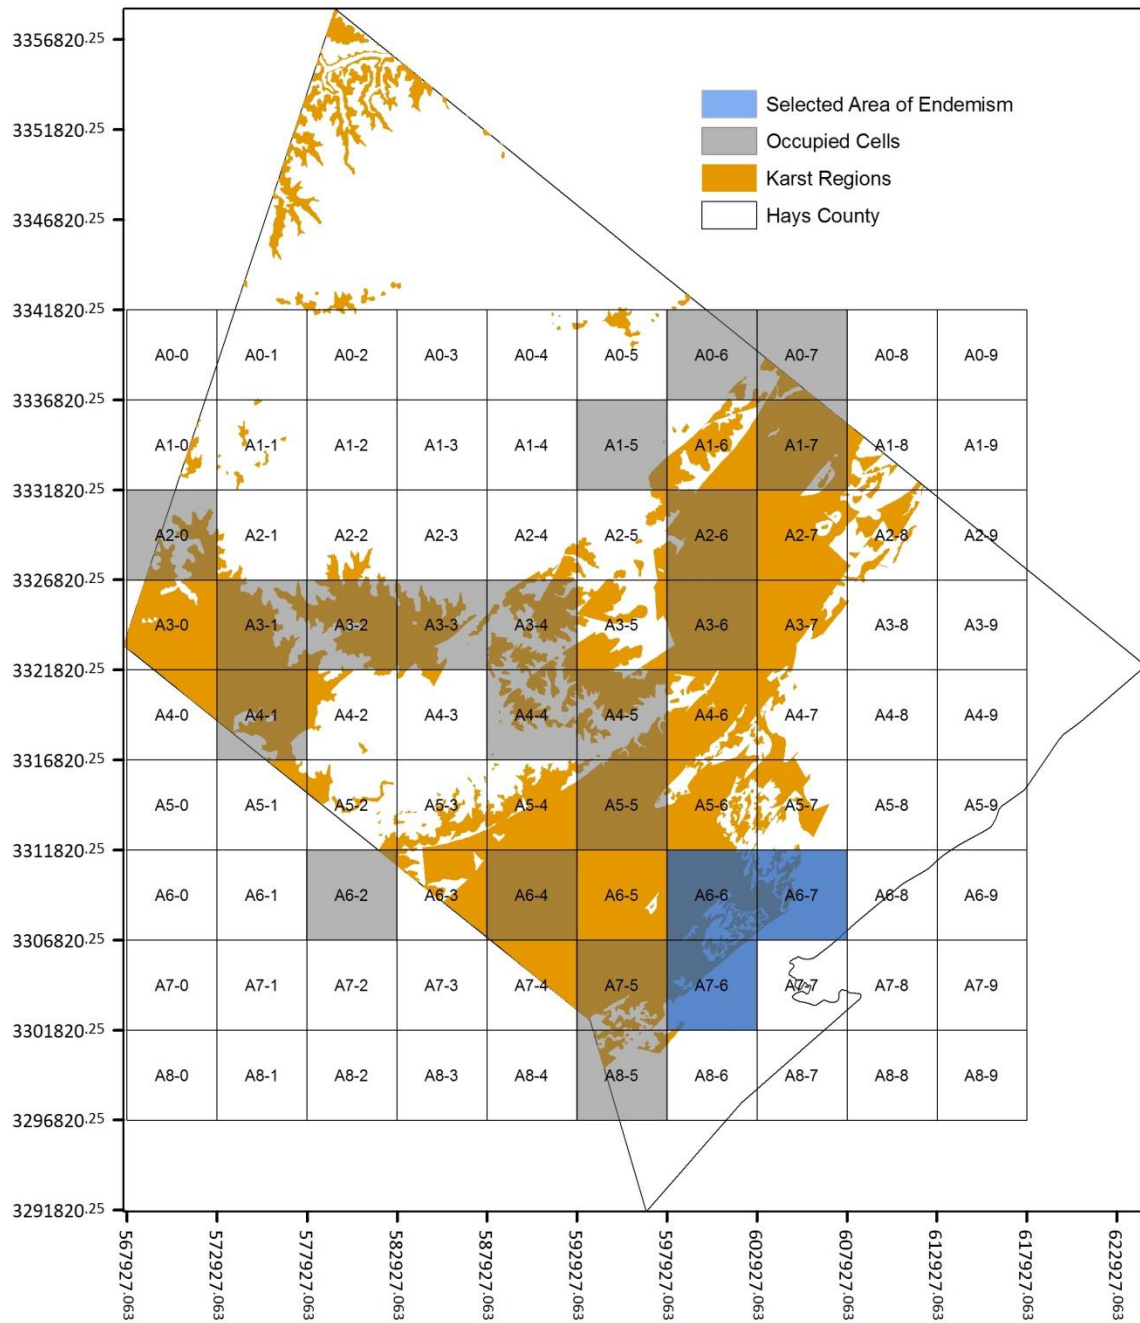 3356820.25
3351820.25
3346820.25
3341820.25
3336820.25
3331820.25
3326820.25
3321820.25
3316820.25
3311820.25
3306820.25
3301820.25
3296820.25
3291820.25
Selected Area of Endemism
Occupied Cells
Karst Regions
Hays County
A0-0 A0-1 A0-2 A0-3 A0-4 A0-5 A0-6 A0-7 A0-8 A0-9
A1-0 A1-1 A1-2 A1-3 A1-4 A1-5 A1-6 A1-7 A1-8 A1-9
A2-0 A2-1 A2-2 A2-3 A2-4 A2-5 A2-6 A2-7 A2-8 A2-9
A3-0 A3-1 A3-2 A3-3 A3-4 A3-5 A3-6 A3-7 A3-8 A3-9
A4-0 A4-1 A4-2 A4-3 A4-4 A4-5 A4-6 A4-7 A4-8 A4-9
A5-0 A5-1 A5-2 A5-3 A5-4 A5-5 A5-6 A5-7 A5-8 A5-9
A6-0 A6-1 A6-2 A6-3 A6-4 A6-5 A6-6 A6-7 A6-8 A6-9
A7-0 A7-1 A7-2 A7-3 A7-4 A7-5 A7-6 A7-7 A7-8 A7-9
A8-0 A8-1 A8-2 A8-3 A8-4 A8-5 A8-6 A8-7 A8-8 A8-9
567927.063
572927.063
577927.063
582927.063
587927.063
592927.063
597927.063
602927.063
607927.063
612927.063
617927.063
622927.063